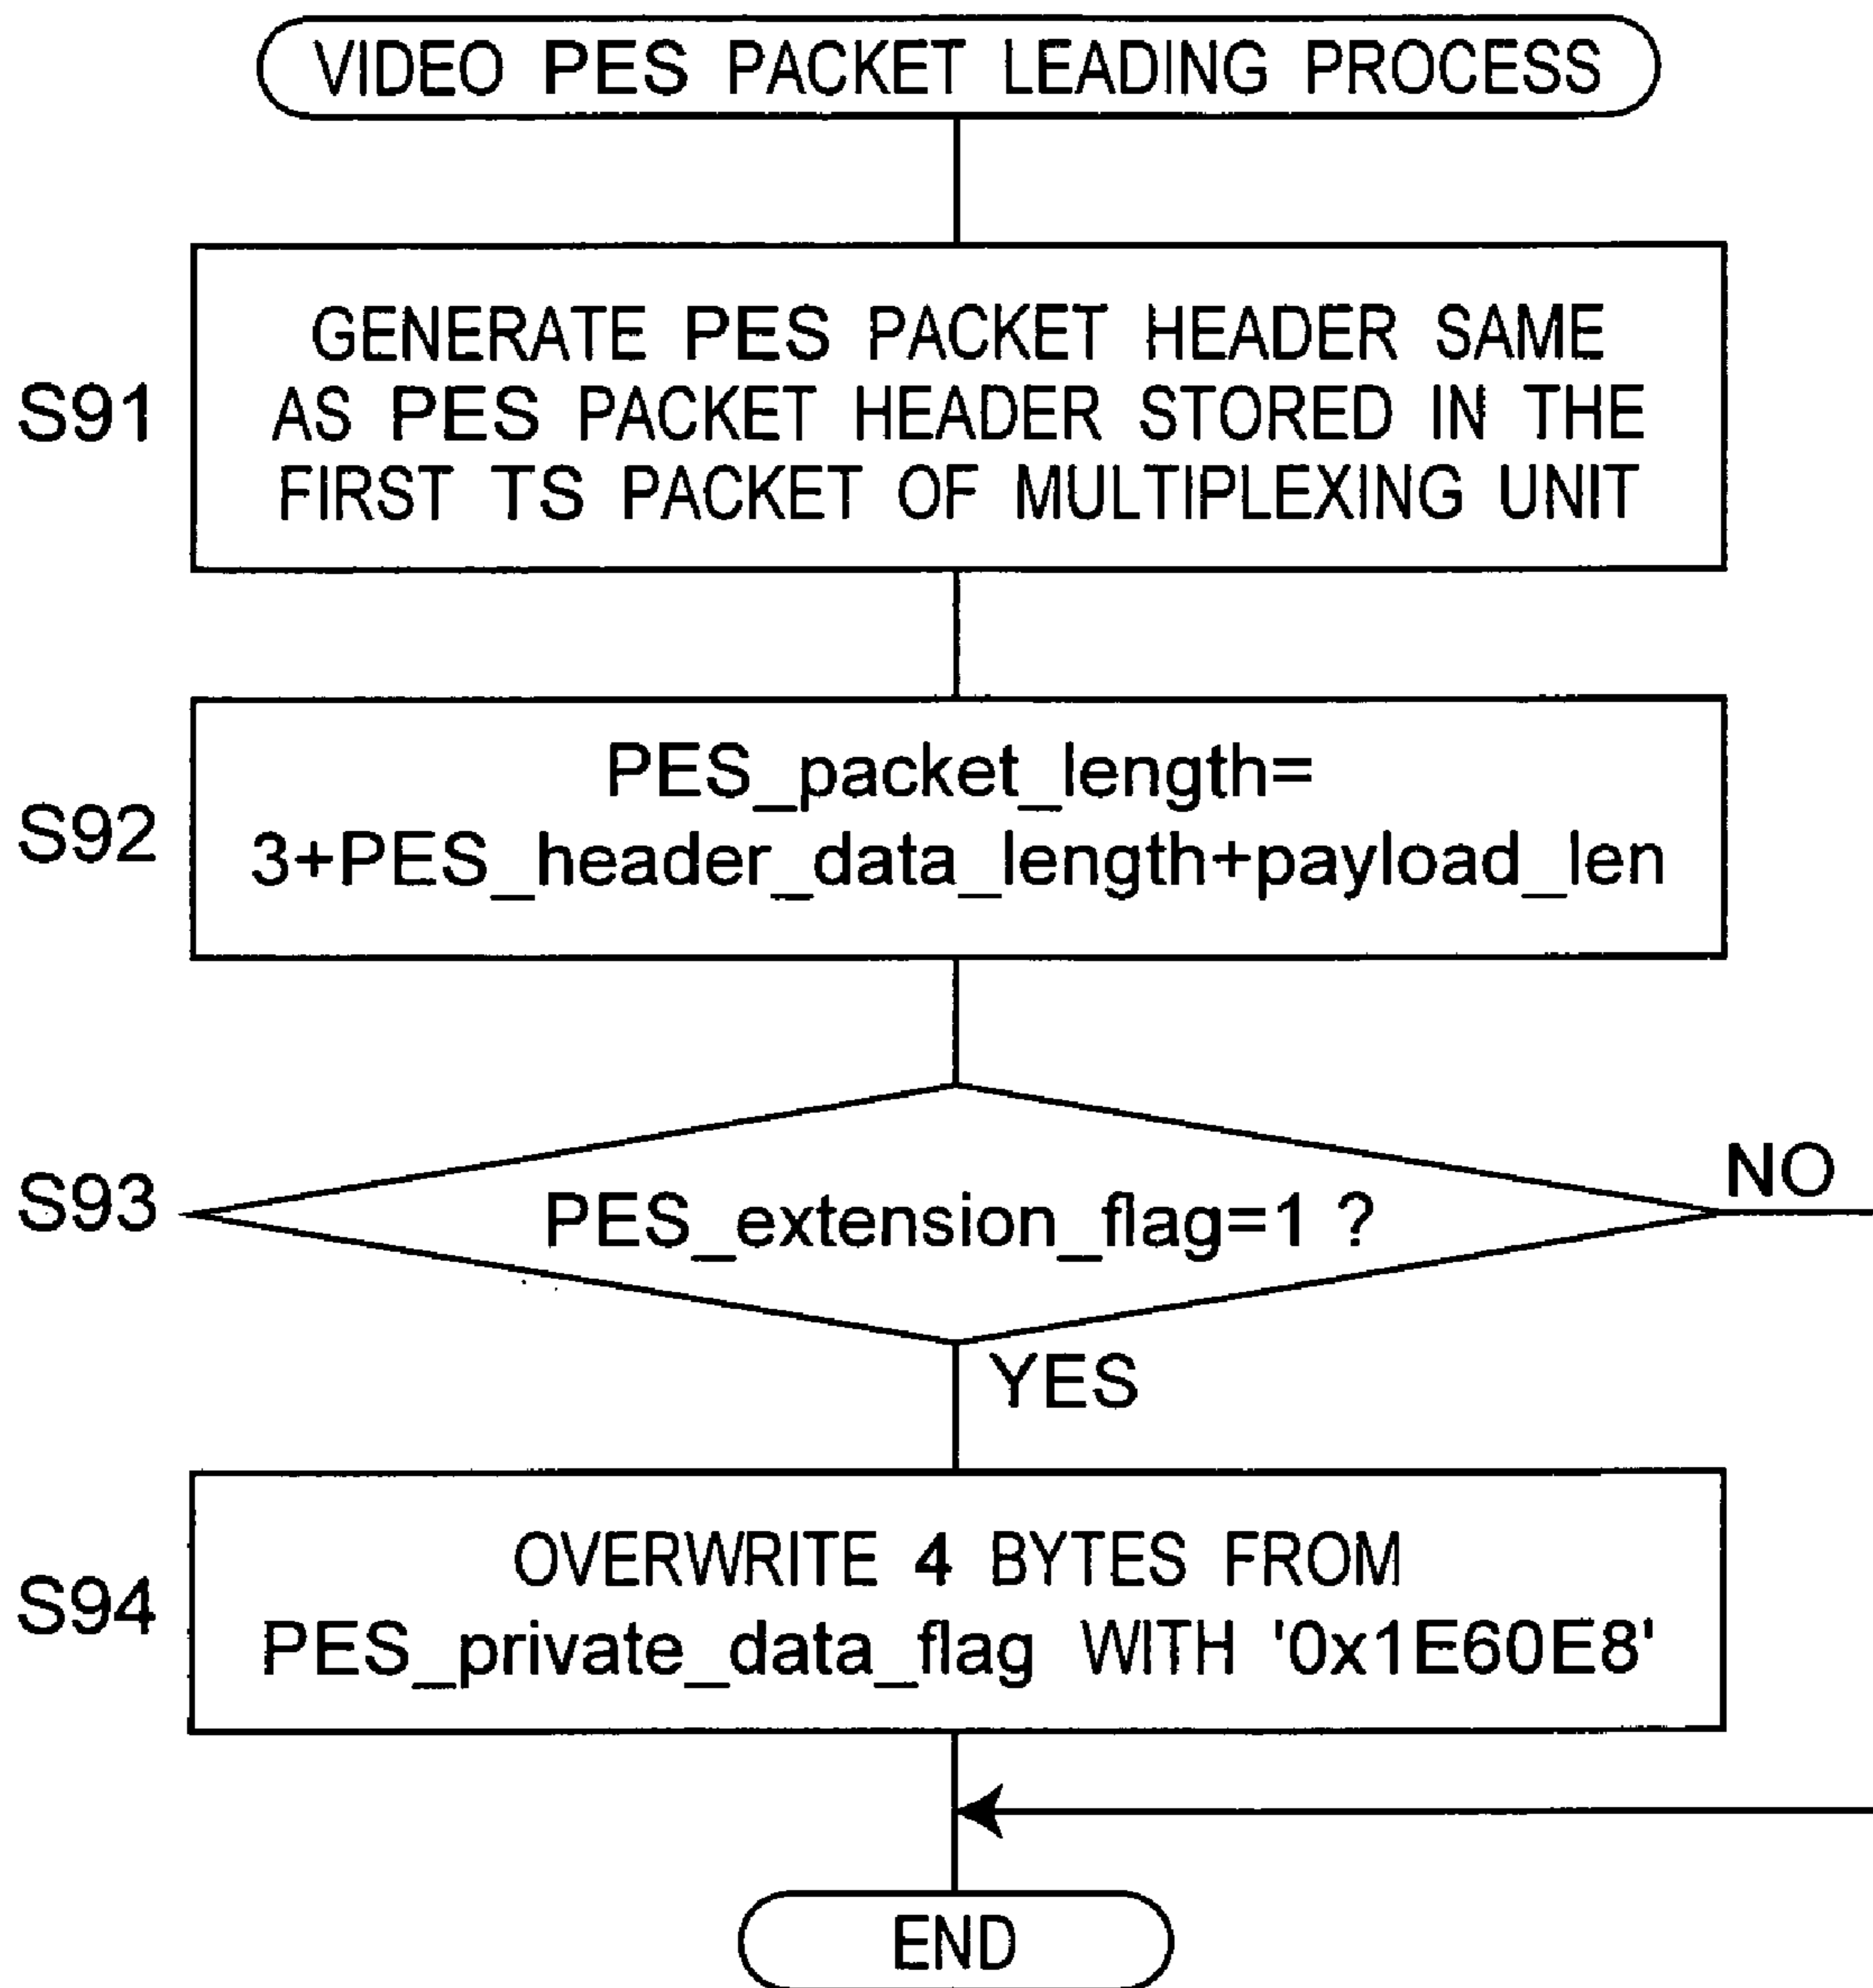 VIDEO PES PACKET LEADING PROCESS
S91
GENERATE PES PACKET HEADER SAME
AS PES PACKET HEADER STORED IN THE
FIRST TS PACKET OF MULTIPLEXING UNIT
S92
PES_packet_length=
3+PES_header_data_length+payload_len
S93
PES_extension_flag=1 ?
NO
YES
S94
OVERWRITE 4 BYTES FROM
PES_private_data_flag WITH '0x1E60E8'
END